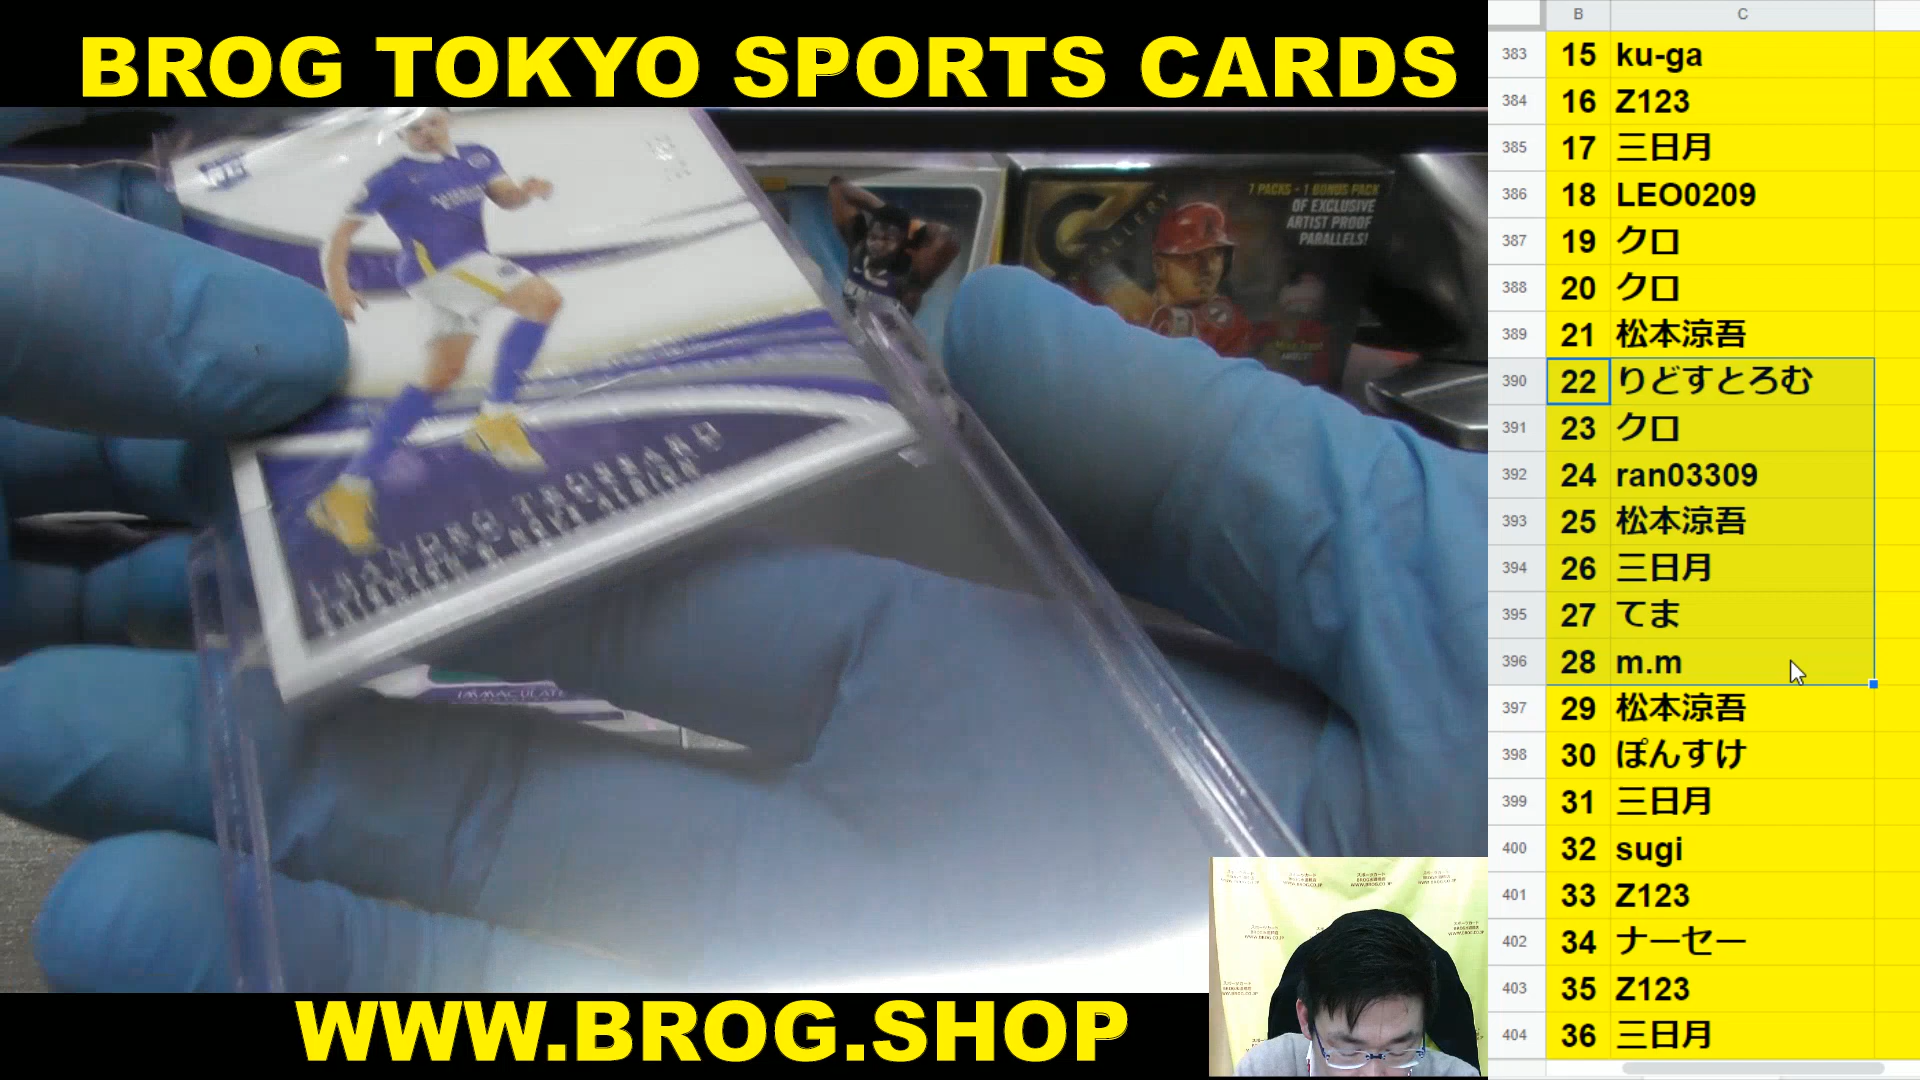 BROG TOKYO SPORTS CARDS
7 PACKS - 1 BONUS PACK
OF EXCLUSIVE
ARTIST PROOF
PARALLELS!
GALLERY
LEANDRO TROSSARD
BRIGHTON & HOVE ALBION
IMMACULATE
WWW.BROG.SHOP
B C
383 15 ku-ga
384 16 Z123
385 17 三日月
386 18 LEO0209
387 19 クロ
388 20 クロ
389 21 松本涼吾
390 22 りどすとろむ
391 23 クロ
392 24 ran03309
393 25 松本涼吾
394 26 三日月
395 27 てま
396 28 m.m
397 29 松本涼吾
398 30 ぽんすけ
399 31 三日月
400 32 sugi
401 33 Z123
402 34 ナーセー
403 35 Z123
404 36 三日月